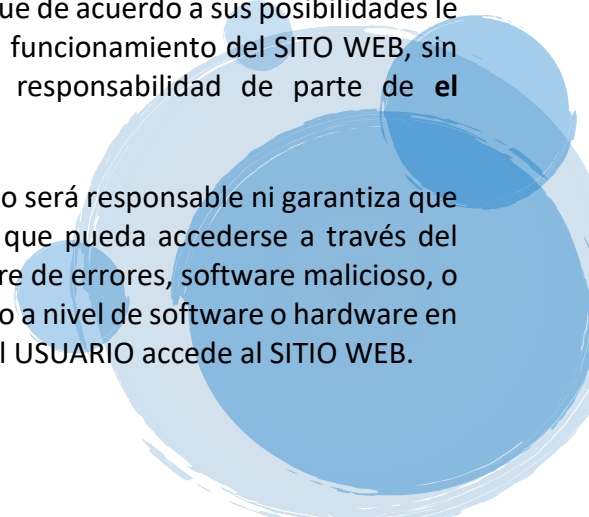 ue de acuerdo a sus posibilidades le
funcionamiento del SITO WEB, sin
responsabilidad de parte de el
o será responsable ni garantiza que
que pueda accederse a través del
re de errores, software malicioso, o
o a nivel de software o hardware en
l USUARIO accede al SITIO WEB.